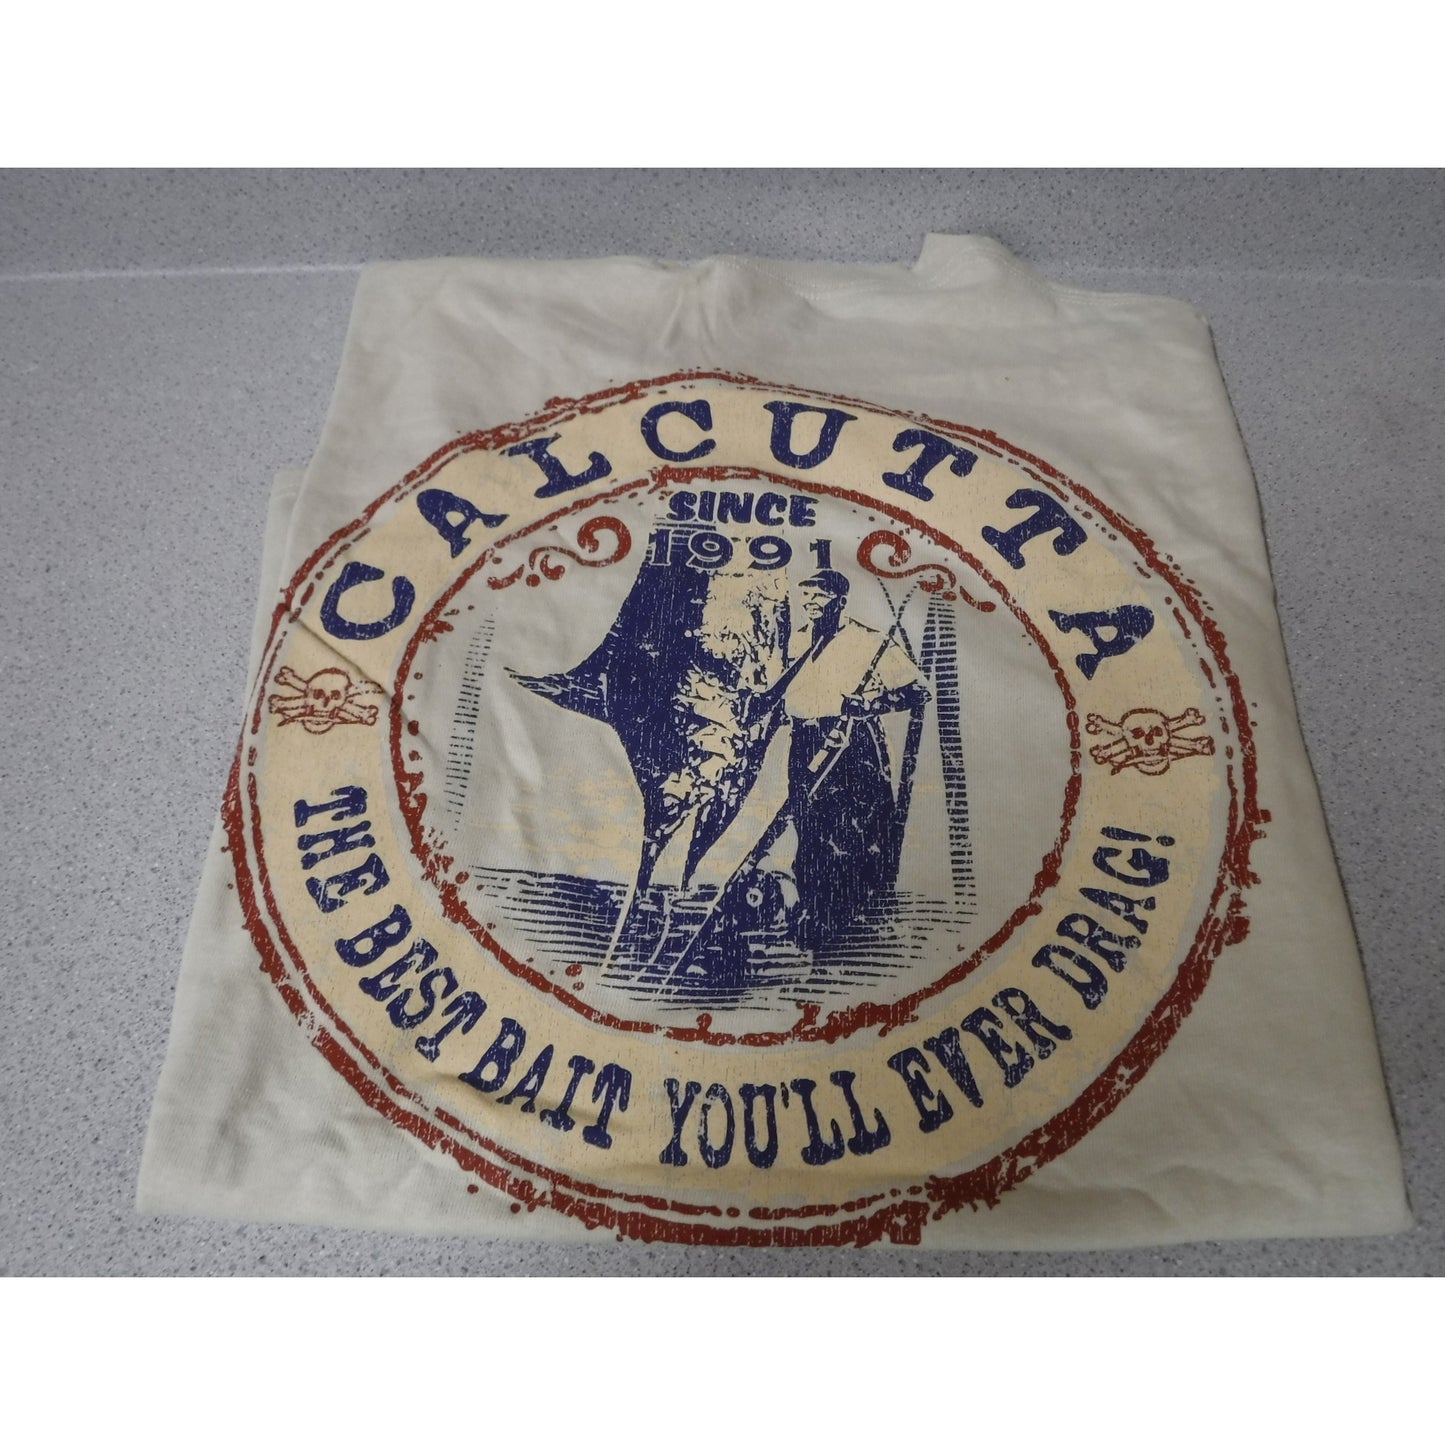 CALCUTTA
SINCE
1991
THE BEST BAIT YOU'LL EVER DRAG!